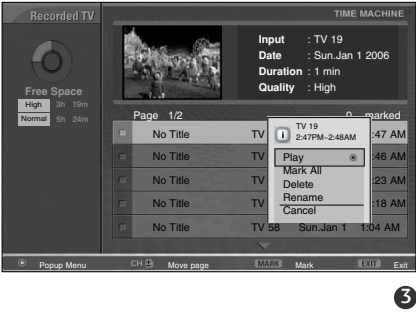 Recorded TV
TIME MACHINE
Input : TV 19
Date : Sun.Jan 1 2006
Duration : 1 min
Quality : High
Free Space
High 3h 19m
Normal 5h 24m
Page 1/2
0 marked
No Title TV :47 AM
No Title TV :46 AM
No Title TV :23 AM
No Title TV :18 AM
No Title TV 58 Sun.Jan 1 1:04 AM
TV 19
2:47PM~2:48AM
Play
Mark All
Delete
Rename
Cancel
Popup Menu
CH Move page
MARK Mark
EXIT Exit
3